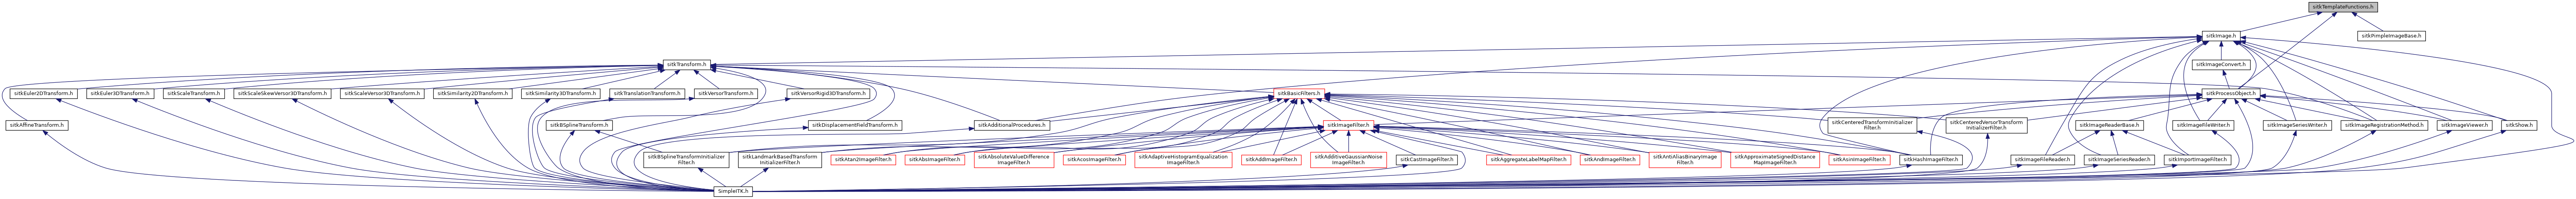 sitkTemplateFunctions.h
sitkImage.h
sitkPimpleImageBase.h
sitkTransform.h
sitkImageConvert.h
sitkEuler2DTransform.h
sitkEuler3DTransform.h
sitkScaleTransform.h
sitkScaleSkewVersor3DTransform.h
sitkScaleVersor3DTransform.h
sitkSimilarity2DTransform.h
sitkSimilarity3DTransform.h
sitkTranslationTransform.h
sitkVersorTransform.h
sitkVersorRigid3DTransform.h
sitkBasicFilters.h
sitkProcessObject.h
sitkAffineTransform.h
sitkBSplineTransform.h
sitkDisplacementFieldTransform.h
sitkAdditionalProcedures.h
sitkImageFilter.h
sitkCenteredTransformInitializer
Filter.h
sitkCenteredVersorTransform
InitializerFilter.h
sitkImageReaderBase.h
sitkImageFileWriter.h
sitkImageSeriesWriter.h
sitkImageRegistrationMethod.h
sitkImageViewer.h
sitkShow.h
sitkBSplineTransformInitializer
Filter.h
sitkLandmarkBasedTransform
InitializerFilter.h
sitkAtan2ImageFilter.h
sitkAbsImageFilter.h
sitkAbsoluteValueDifference
ImageFilter.h
sitkAcosImageFilter.h
sitkAdaptiveHistogramEqualization
ImageFilter.h
sitkAddImageFilter.h
sitkAdditiveGaussianNoise
ImageFilter.h
sitkCastImageFilter.h
sitkAggregateLabelMapFilter.h
sitkAndImageFilter.h
sitkAntiAliasBinaryImage
Filter.h
sitkApproximateSignedDistance
MapImageFilter.h
sitkAsinImageFilter.h
sitkHashImageFilter.h
sitkImageFileReader.h
sitkImageSeriesReader.h
sitkImportImageFilter.h
SimpleITK.h